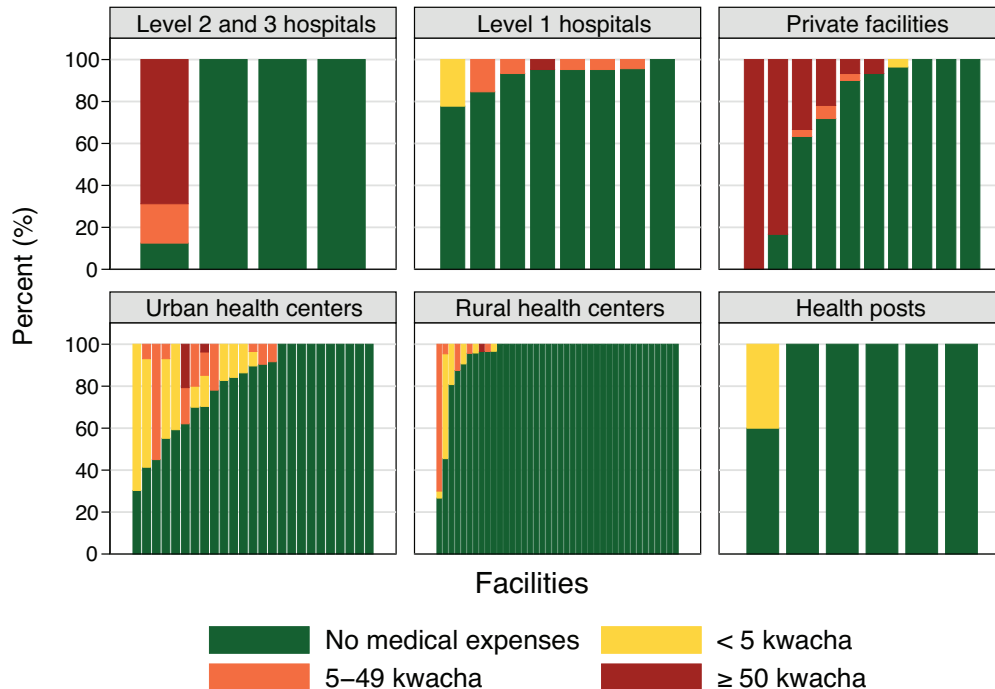 Level 2 and 3 hospitals
Level 1 hospitals
Private facilities
100
80
60
40
20
0
Percent (%)
Urban health centers
Rural health centers
Health posts
100
80
60
40
20
0
Facilities
No medical expenses
< 5 kwacha
5–49 kwacha
≥ 50 kwacha